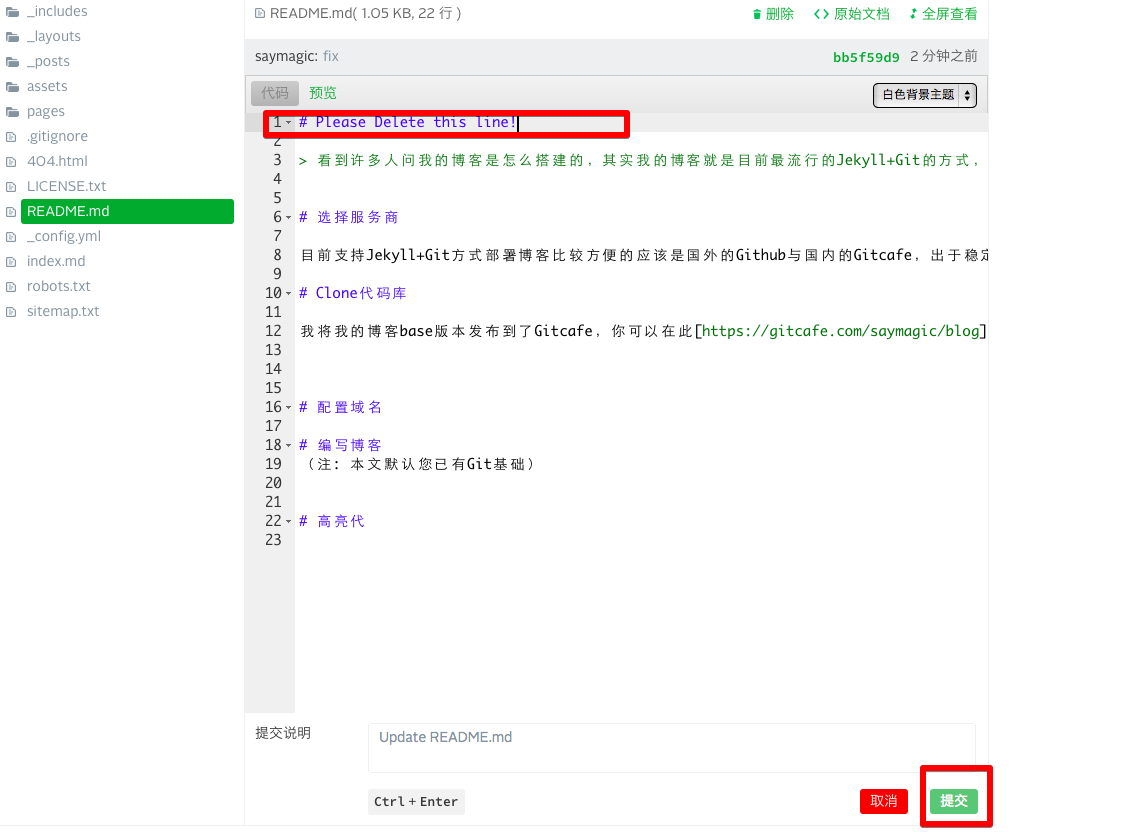 _includes
_layouts
_posts
assets
pages
.gitignore
404.html
LICENSE.txt
README.md
_config.yml
index.md
robots.txt
sitemap.txt
README.md( 1.05 KB, 22 行 )
删除
原始文档
全屏查看
saymagic: fix
bb5f59d9 2 分钟之前
代码 预览
白色背景主题
1 # Please Delete this line!
2
3 > 看到许多人问我的博客是怎么搭建的，其实我的博客就是目前最流行的Jekyll+Git的方式，
4
5
6 # 选择服务商
7
8 目前支持Jekyll+Git方式部署博客比较方便的应该是国外的Github与国内的Gitcafe，出于稳定
9
10 # Clone代码库
11
12 我将我的博客base版本发布到了Gitcafe，你可以在此[https://gitcafe.com/saymagic/blog]
13
14
15
16 # 配置域名
17
18 # 编写博客
19 （注：本文默认您已有Git基础）
20
21
22 # 高亮代
23
提交说明
Update README.md
Ctrl + Enter
取消
提交